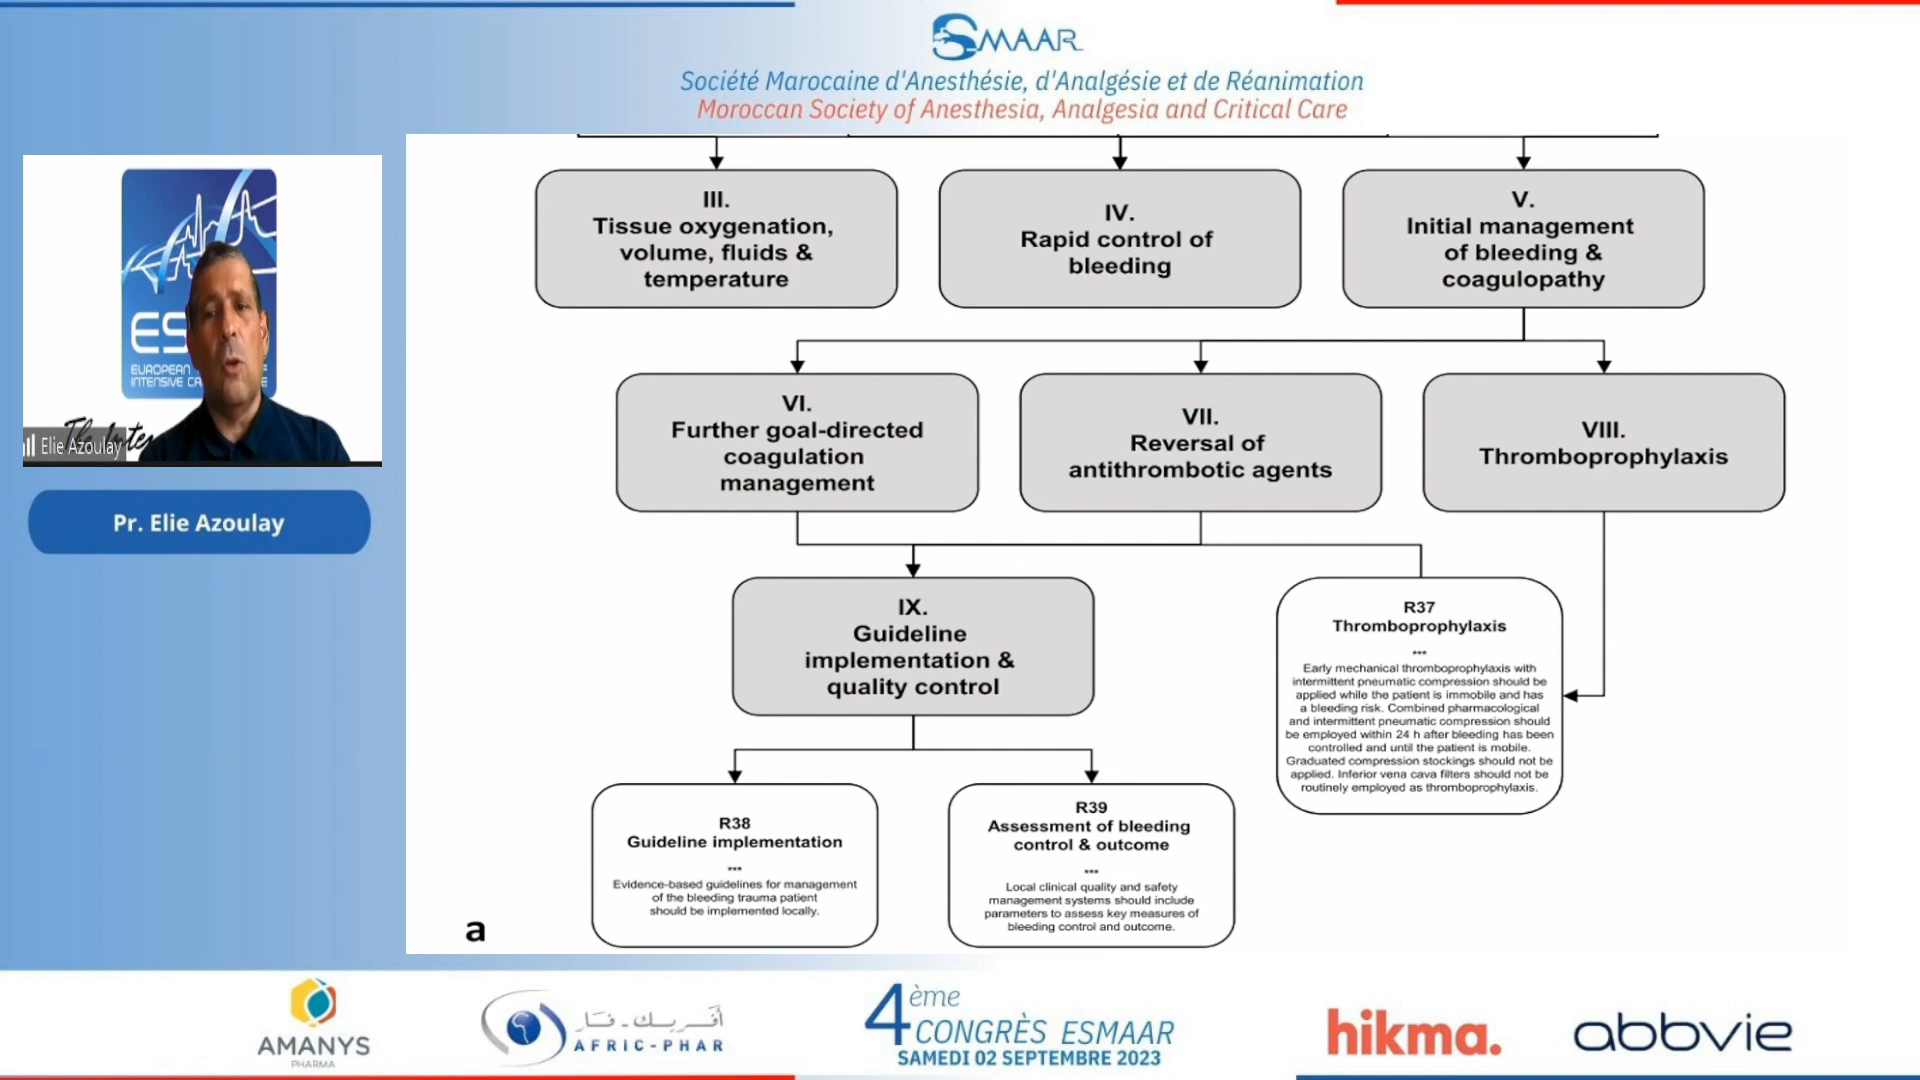 SMAAR
Société Marocaine d'Anesthésie, d'Analgésie et de Réanimation
Moroccan Society of Anesthesia, Analgesia and Critical Care
ES
EUROPEAN
INTENSIVE CA
E
Elie Azoulay
Pr. Elie Azoulay
III.
Tissue oxygenation,
volume, fluids &
temperature
IV.
Rapid control of
bleeding
V.
Initial management
of bleeding &
coagulopathy
VI.
Further goal-directed
coagulation
management
VII.
Reversal of
antithrombotic agents
VIII.
Thromboprophylaxis
IX.
Guideline
implementation &
quality control
R37
Thromboprophylaxis
***
Early mechanical thromboprophylaxis with
intermittent pneumatic compression should be
applied while the patient is immobile and has
a bleeding risk. Combined pharmacological
and intermittent pneumatic compression should
be employed within 24 h after bleeding has been
controlled and until the patient is mobile.
Graduated compression stockings should not be
applied. Inferior vena cava filters should not be
routinely employed as thromboprophylaxis.
R38
Guideline implementation
***
Evidence-based guidelines for management
of the bleeding trauma patient
should be implemented locally.
R39
Assessment of bleeding
control & outcome
***
Local clinical quality and safety
management systems should include
parameters to assess key measures of
bleeding control and outcome.
a
AMANYS
PHARMA
أفريك-فار
AFRIC-PHAR
4ème
CONGRÈS ESMAAR
SAMEDI 02 SEPTEMBRE 2023
hikma.
abbvie